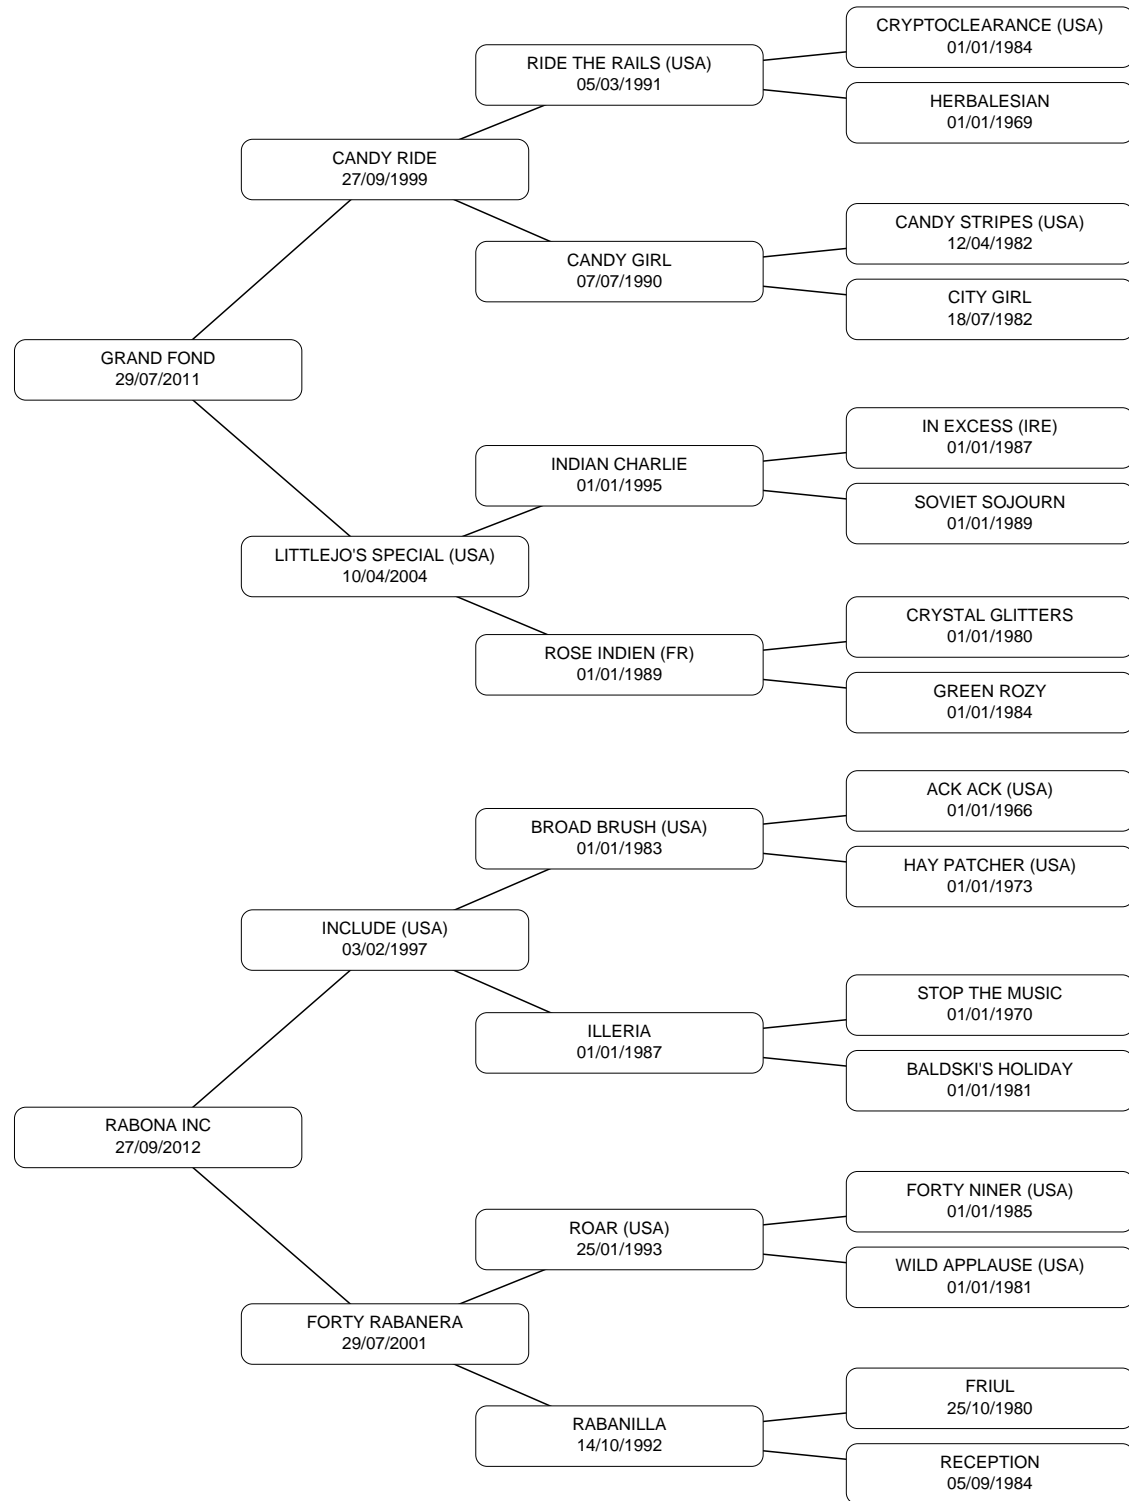 CRYPTOCLEARANCE (USA)
01/01/1984
RIDE THE RAILS (USA)
05/03/1991
HERBALESIAN
01/01/1969
CANDY RIDE
27/09/1999
CANDY STRIPES (USA)
12/04/1982
CANDY GIRL
07/07/1990
CITY GIRL
18/07/1982
GRAND FOND
29/07/2011
IN EXCESS (IRE)
01/01/1987
INDIAN CHARLIE
01/01/1995
SOVIET SOJOURN
01/01/1989
LITTLEJO'S SPECIAL (USA)
10/04/2004
CRYSTAL GLITTERS
01/01/1980
ROSE INDIEN (FR)
01/01/1989
GREEN ROZY
01/01/1984
ACK ACK (USA)
01/01/1966
BROAD BRUSH (USA)
01/01/1983
HAY PATCHER (USA)
01/01/1973
INCLUDE (USA)
03/02/1997
STOP THE MUSIC
01/01/1970
ILLERIA
01/01/1987
BALDSKI'S HOLIDAY
01/01/1981
RABONA INC
27/09/2012
FORTY NINER (USA)
01/01/1985
ROAR (USA)
25/01/1993
WILD APPLAUSE (USA)
01/01/1981
FORTY RABANERA
29/07/2001
FRIUL
25/10/1980
RABANILLA
14/10/1992
RECEPTION
05/09/1984